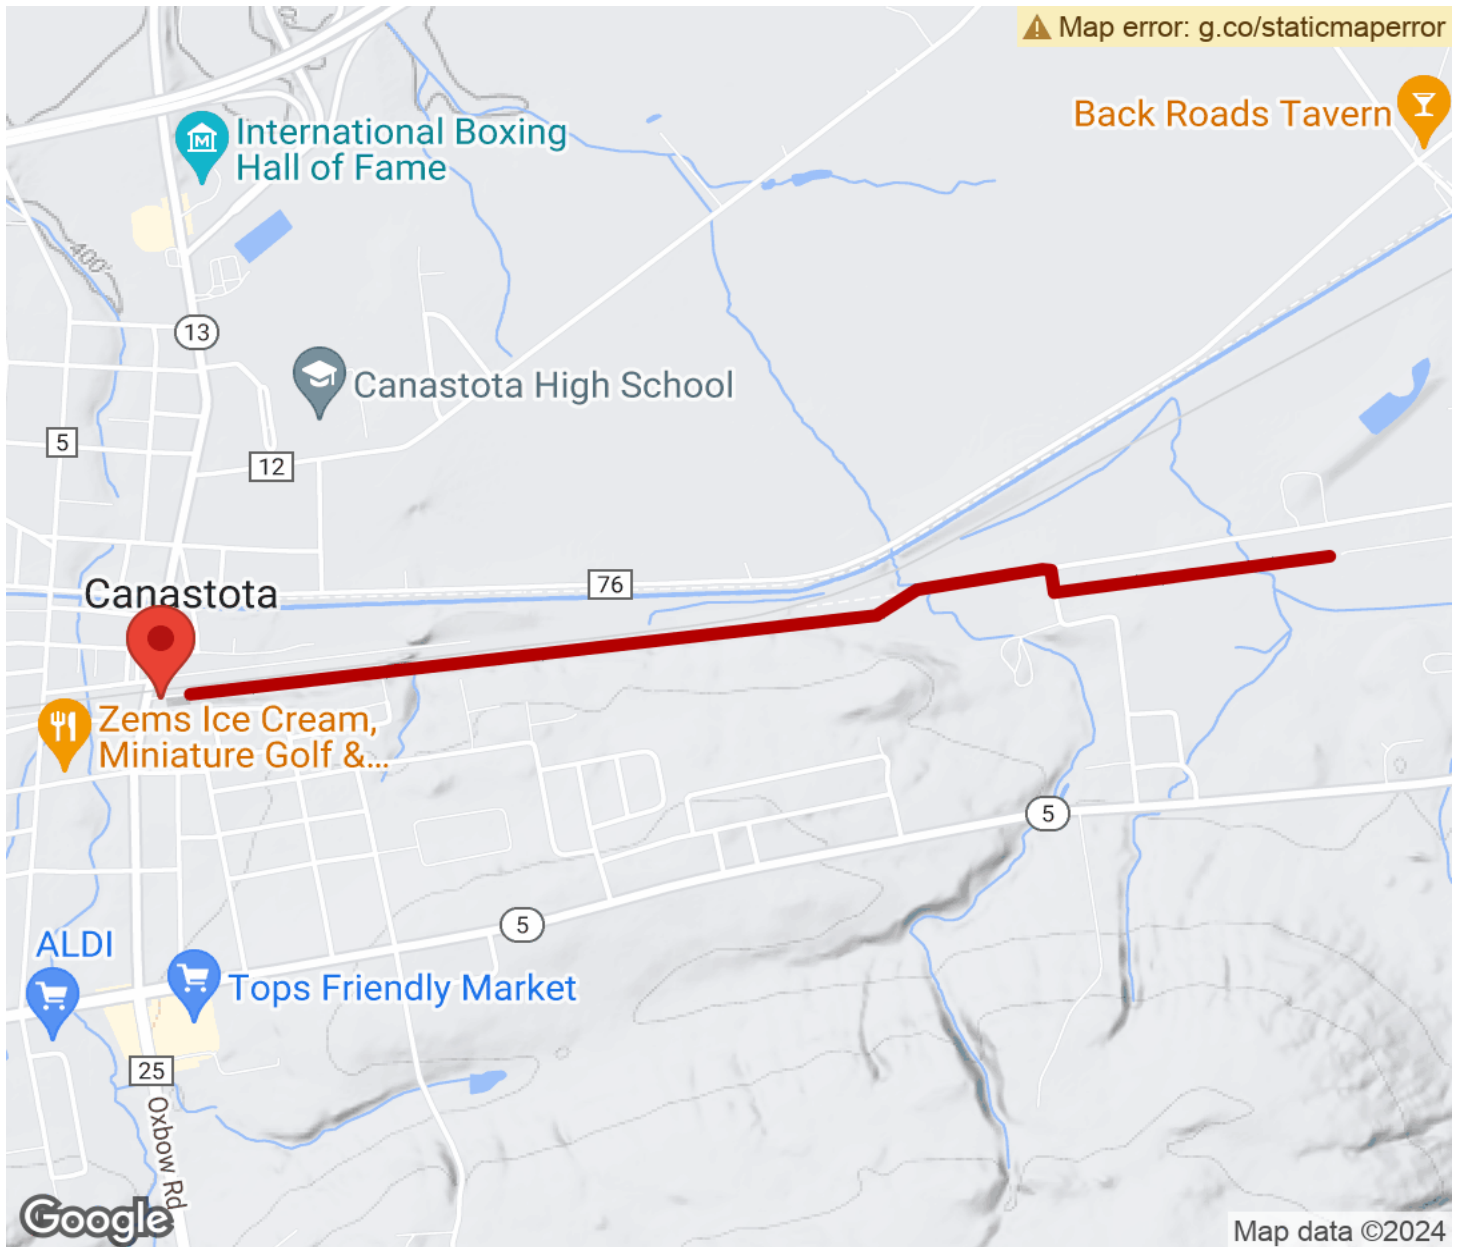 Map error: g.co/staticmaperror
Back Roads Tavern
International Boxing
Hall of Fame
400'
13
Canastota High School
5
12
76
Canastota
Zems Ice Cream,
Miniature Golf &...
5
5
ALDI
Tops Friendly Market
25
Oxbow Rd
Google
Map data ©2024